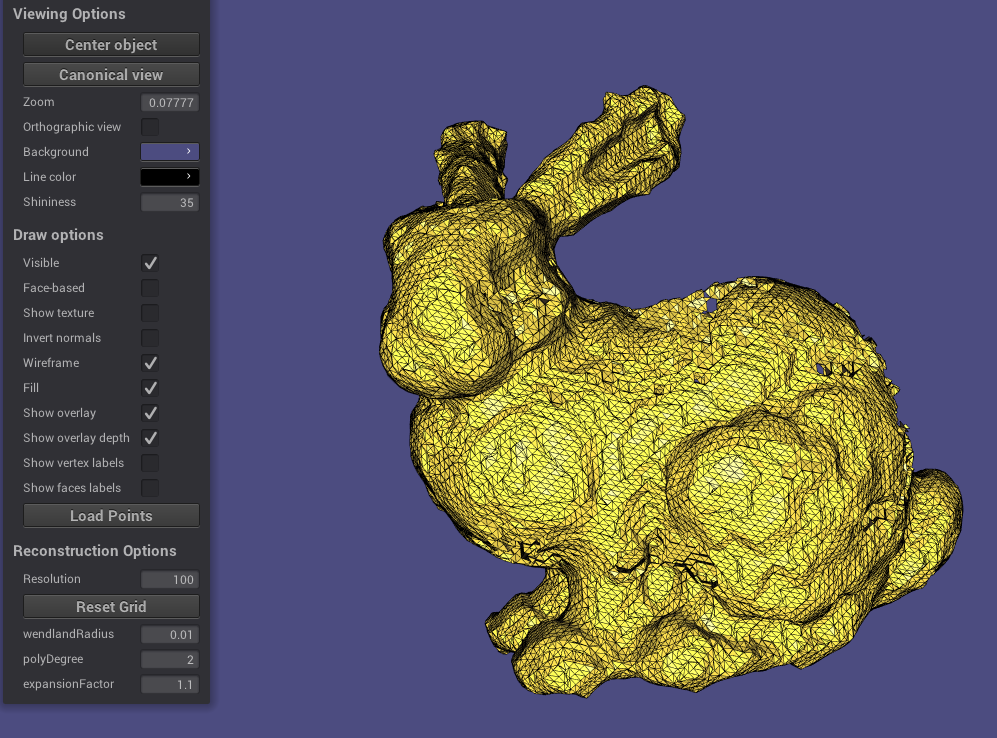 Viewing Options
Center object
Canonical view
Zoom 0.07777
Orthographic view
Background
Line color
Shininess 35
Draw options
Visible
Face-based
Show texture
Invert normals
Wireframe
Fill
Show overlay
Show overlay depth
Show vertex labels
Show faces labels
Load Points
Reconstruction Options
Resolution 100
Reset Grid
wendlandRadius 0.01
polyDegree 2
expansionFactor 1.1